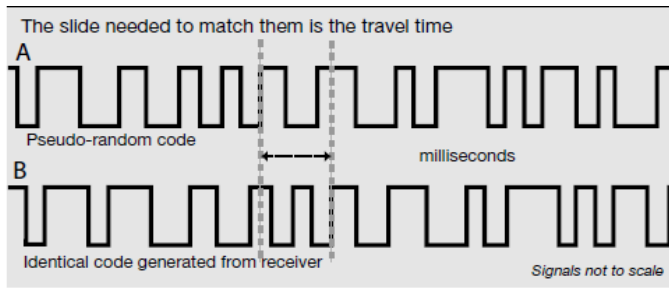 The slide needed to match them is the travel time
A
Pseudo-random code
milliseconds
B
Identical code generated from receiver
Signals not to scale